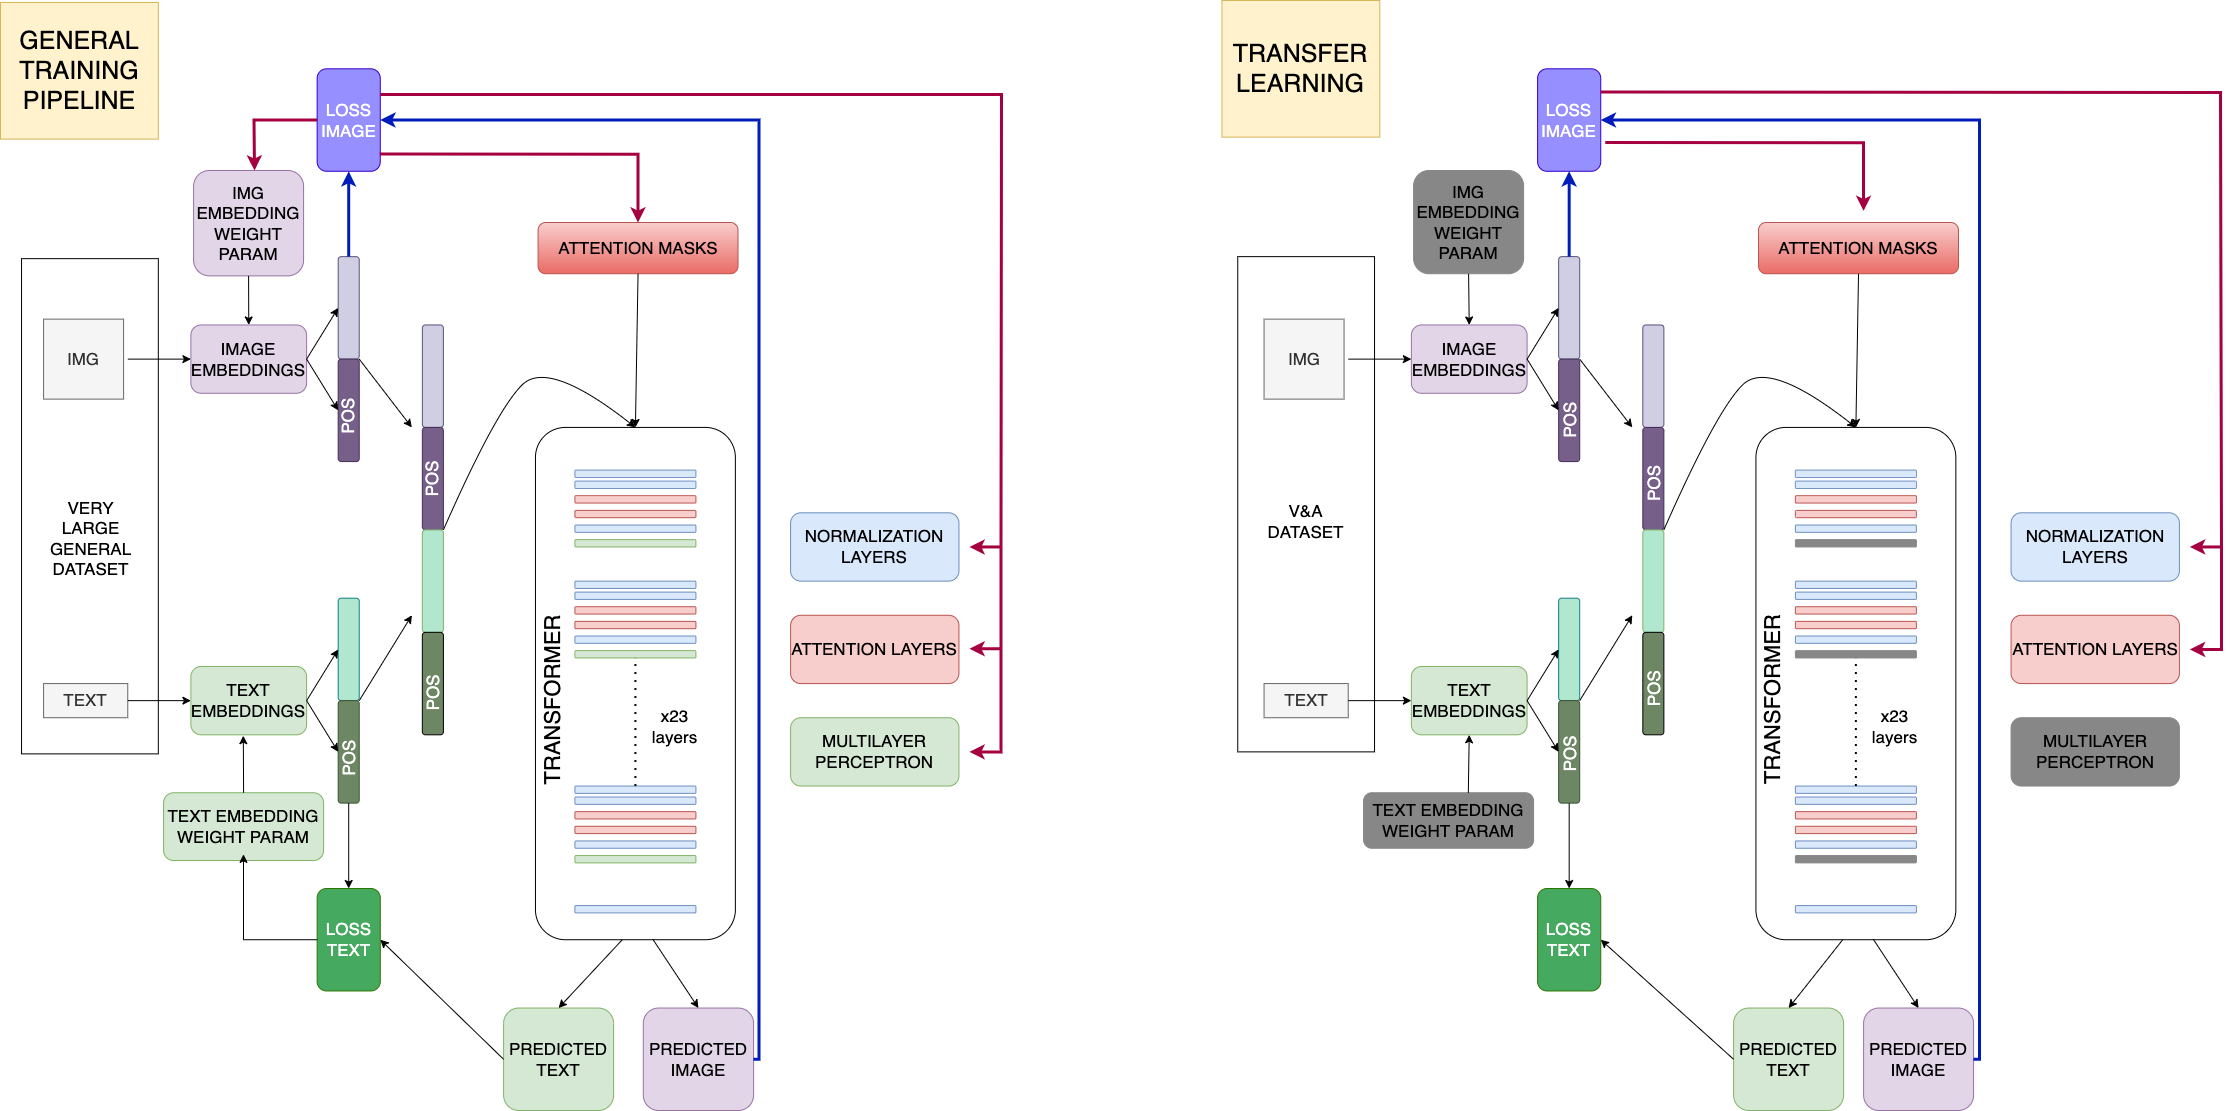 GENERAL
TRAINING
PIPELINE
LOSS
IMAGE
IMG
EMBEDDING
WEIGHT
PARAM
ATTENTION MASKS
IMG
IMAGE
EMBEDDINGS
POS
POS
VERY
LARGE
GENERAL
DATASET
NORMALIZATION
LAYERS
ATTENTION LAYERS
MULTILAYER
PERCEPTRON
TRANSFORMER
x23
layers
TEXT
TEXT
EMBEDDINGS
POS
POS
TEXT EMBEDDING
WEIGHT PARAM
LOSS
TEXT
PREDICTED
TEXT
PREDICTED
IMAGE
TRANSFER
LEARNING
LOSS
IMAGE
IMG
EMBEDDING
WEIGHT
PARAM
ATTENTION MASKS
IMG
IMAGE
EMBEDDINGS
POS
POS
V&A
DATASET
NORMALIZATION
LAYERS
ATTENTION LAYERS
MULTILAYER
PERCEPTRON
TRANSFORMER
x23
layers
TEXT
TEXT
EMBEDDINGS
POS
POS
TEXT EMBEDDING
WEIGHT PARAM
LOSS
TEXT
PREDICTED
TEXT
PREDICTED
IMAGE